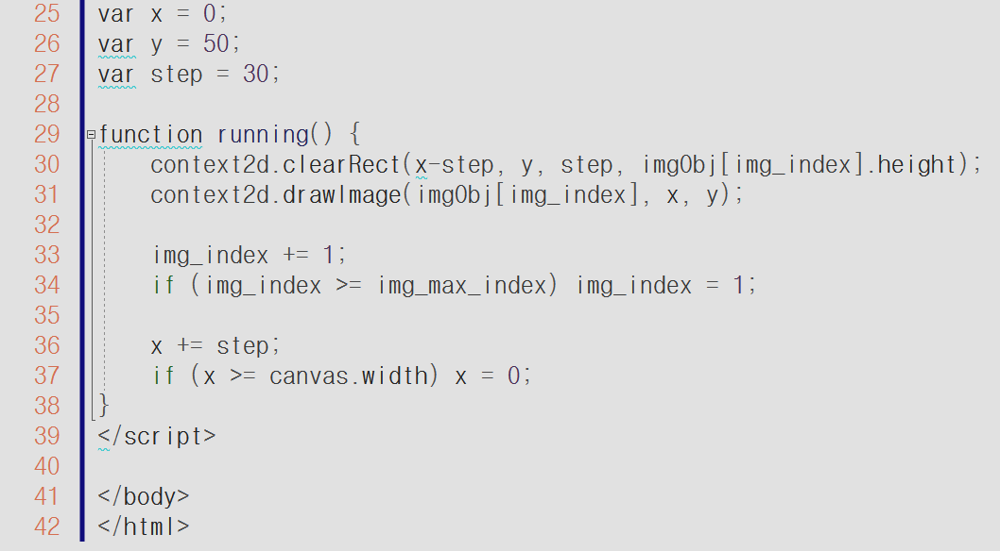 25 var x = 0;
26 var y = 50;
27 var step = 30;
28
29 function running() {
30     context2d.clearRect(x-step, y, step, imgObj[img_index].height);
31     context2d.drawImage(imgObj[img_index], x, y);
32
33     img_index += 1;
34     if (img_index >= img_max_index) img_index = 1;
35
36     x += step;
37     if (x >= canvas.width) x = 0;
38 }
39 </script>
40
41 </body>
42 </html>